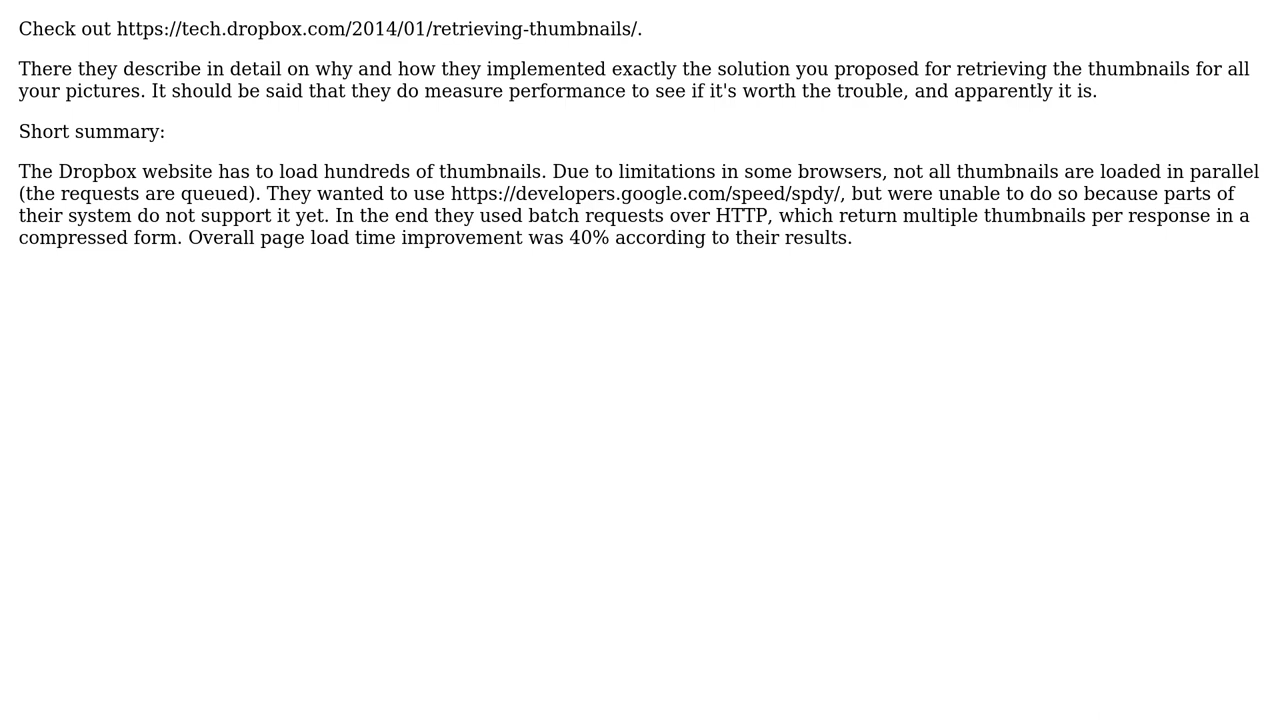 Check out https://tech.dropbox.com/2014/01/retrieving-thumbnails/.
There they describe in detail on why and how they implemented exactly the solution you proposed for retrieving the thumbnails for all
your pictures. It should be said that they do measure performance to see if it's worth the trouble, and apparently it is.
Short summary:
The Dropbox website has to load hundreds of thumbnails. Due to limitations in some browsers, not all thumbnails are loaded in parallel
(the requests are queued). They wanted to use https://developers.google.com/speed/spdy/, but were unable to do so because parts of
their system do not support it yet. In the end they used batch requests over HTTP, which return multiple thumbnails per response in a
compressed form. Overall page load time improvement was 40% according to their results.